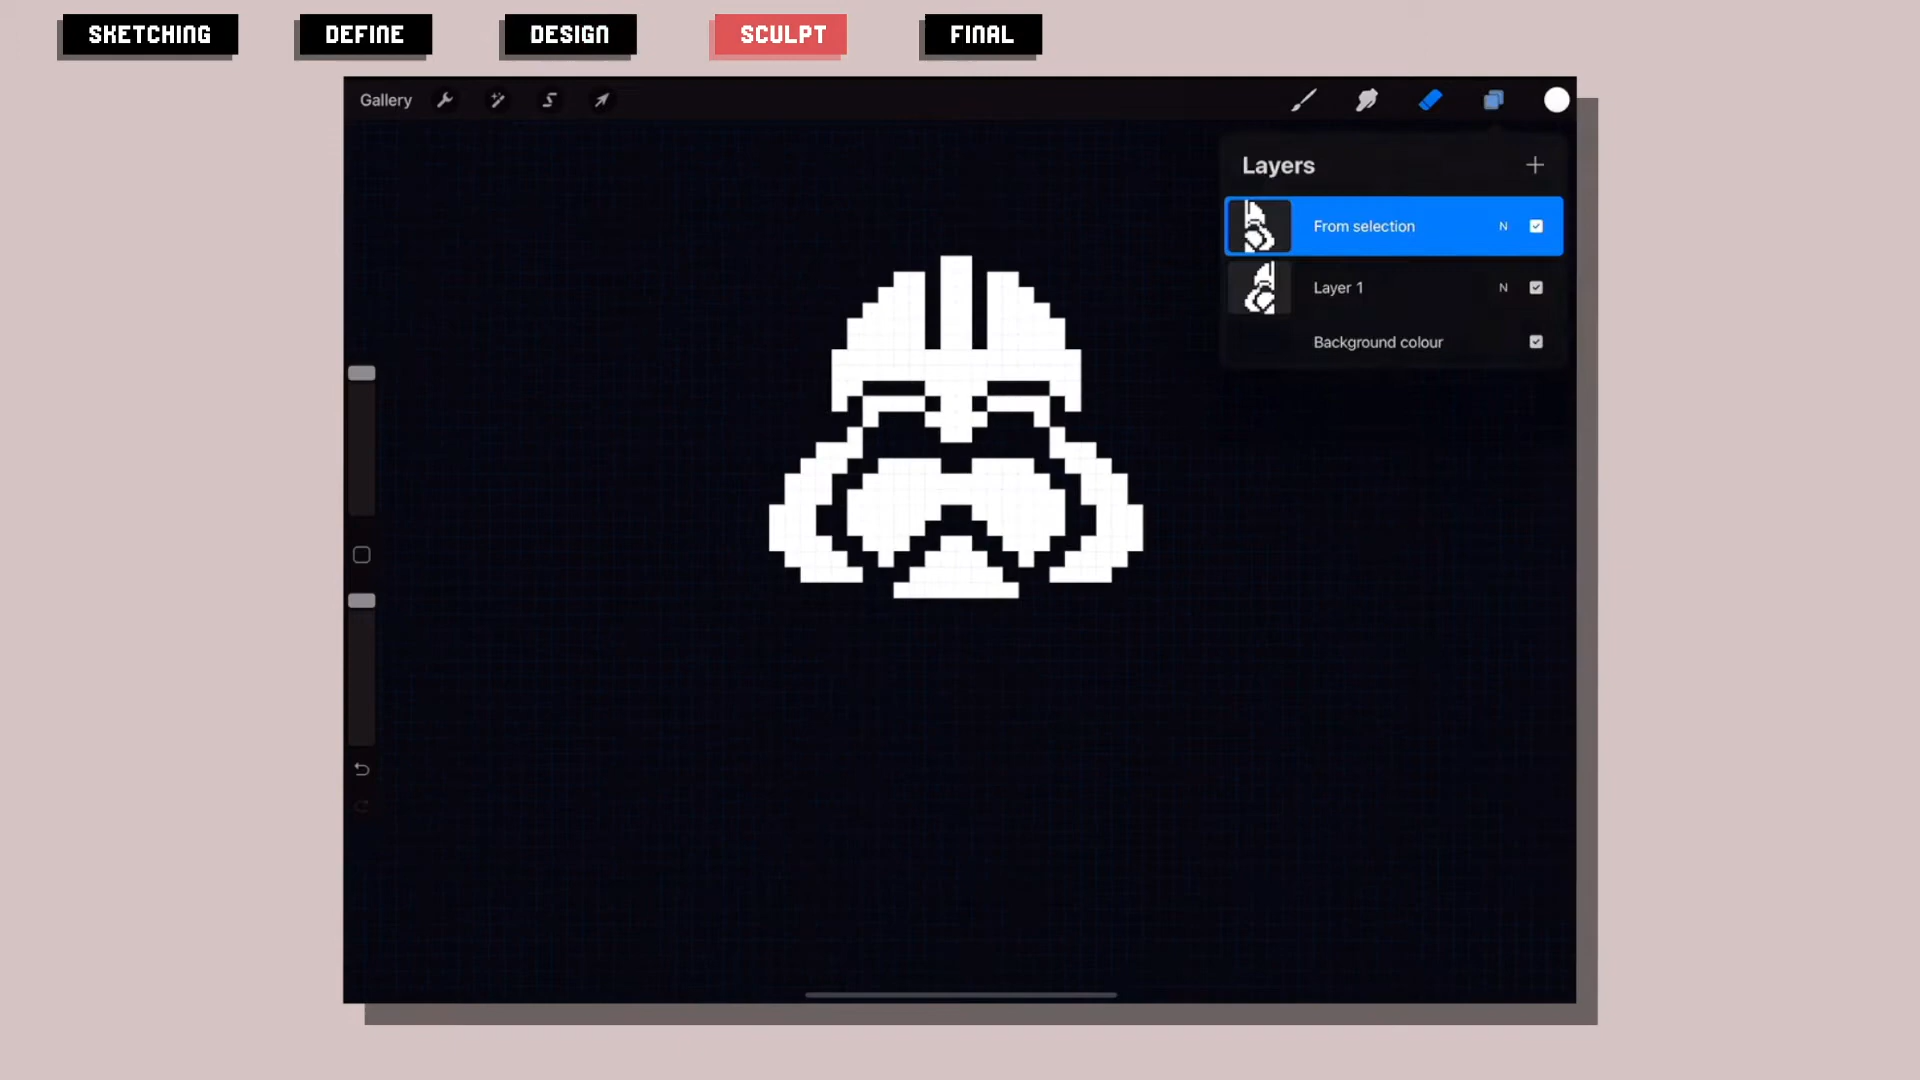 SKETCHING
DEFINE
DESIGN
SCULPT
FINAL
Gallery
Layers
From selection N
Layer 1 N
Background colour